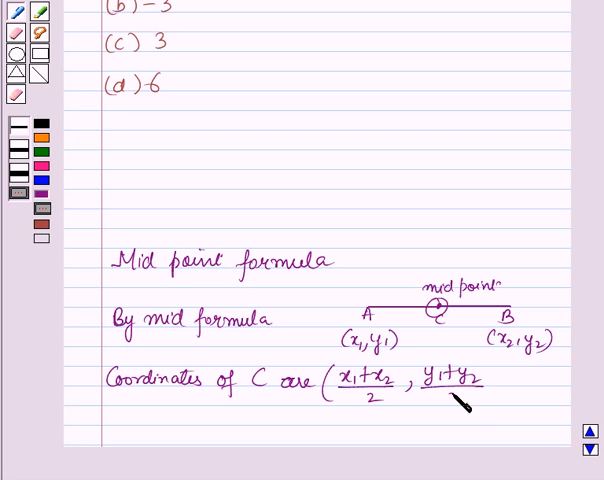 (b) -3
(c) 3
(d) 6
Mid point formula
mid point
By mid formula
A C B
(x₁, y₁) (x₂, y₂)
Coordinates of C are ( x₁+x₂/2 , y₁+y₂/